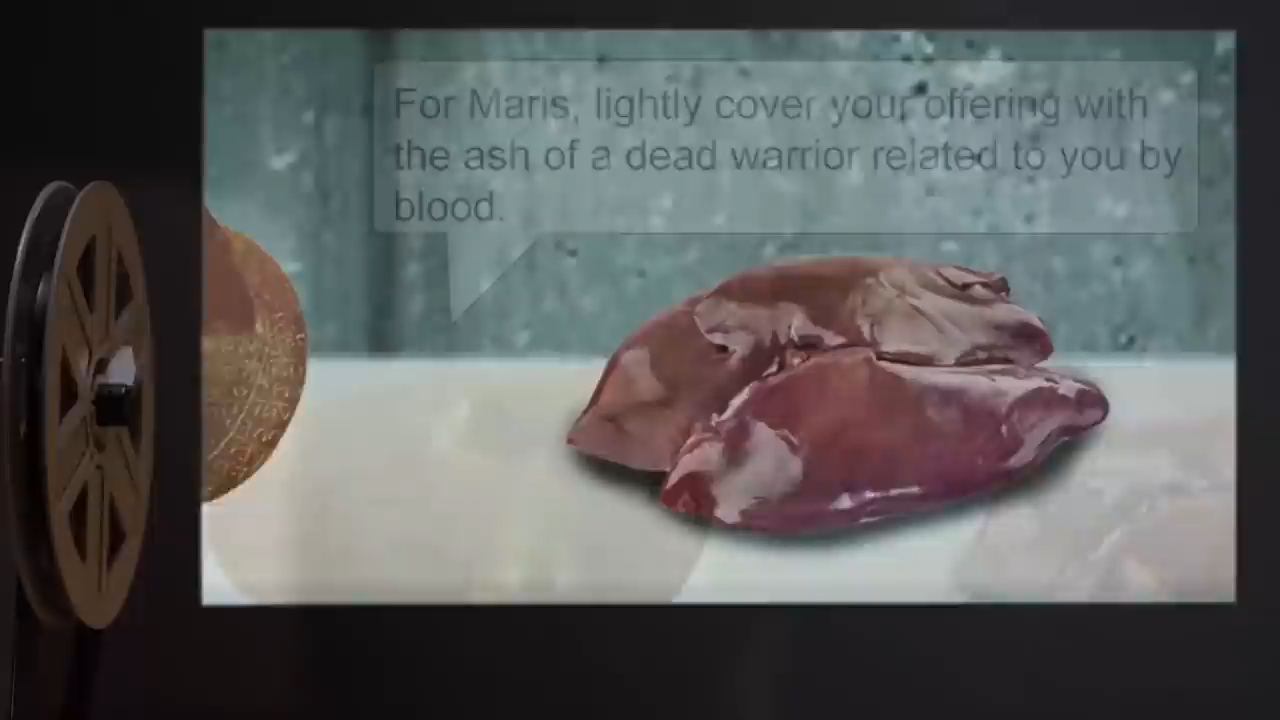 For Maris, lightly cover your offering with
the ash of a dead warrior related to you by
blood.